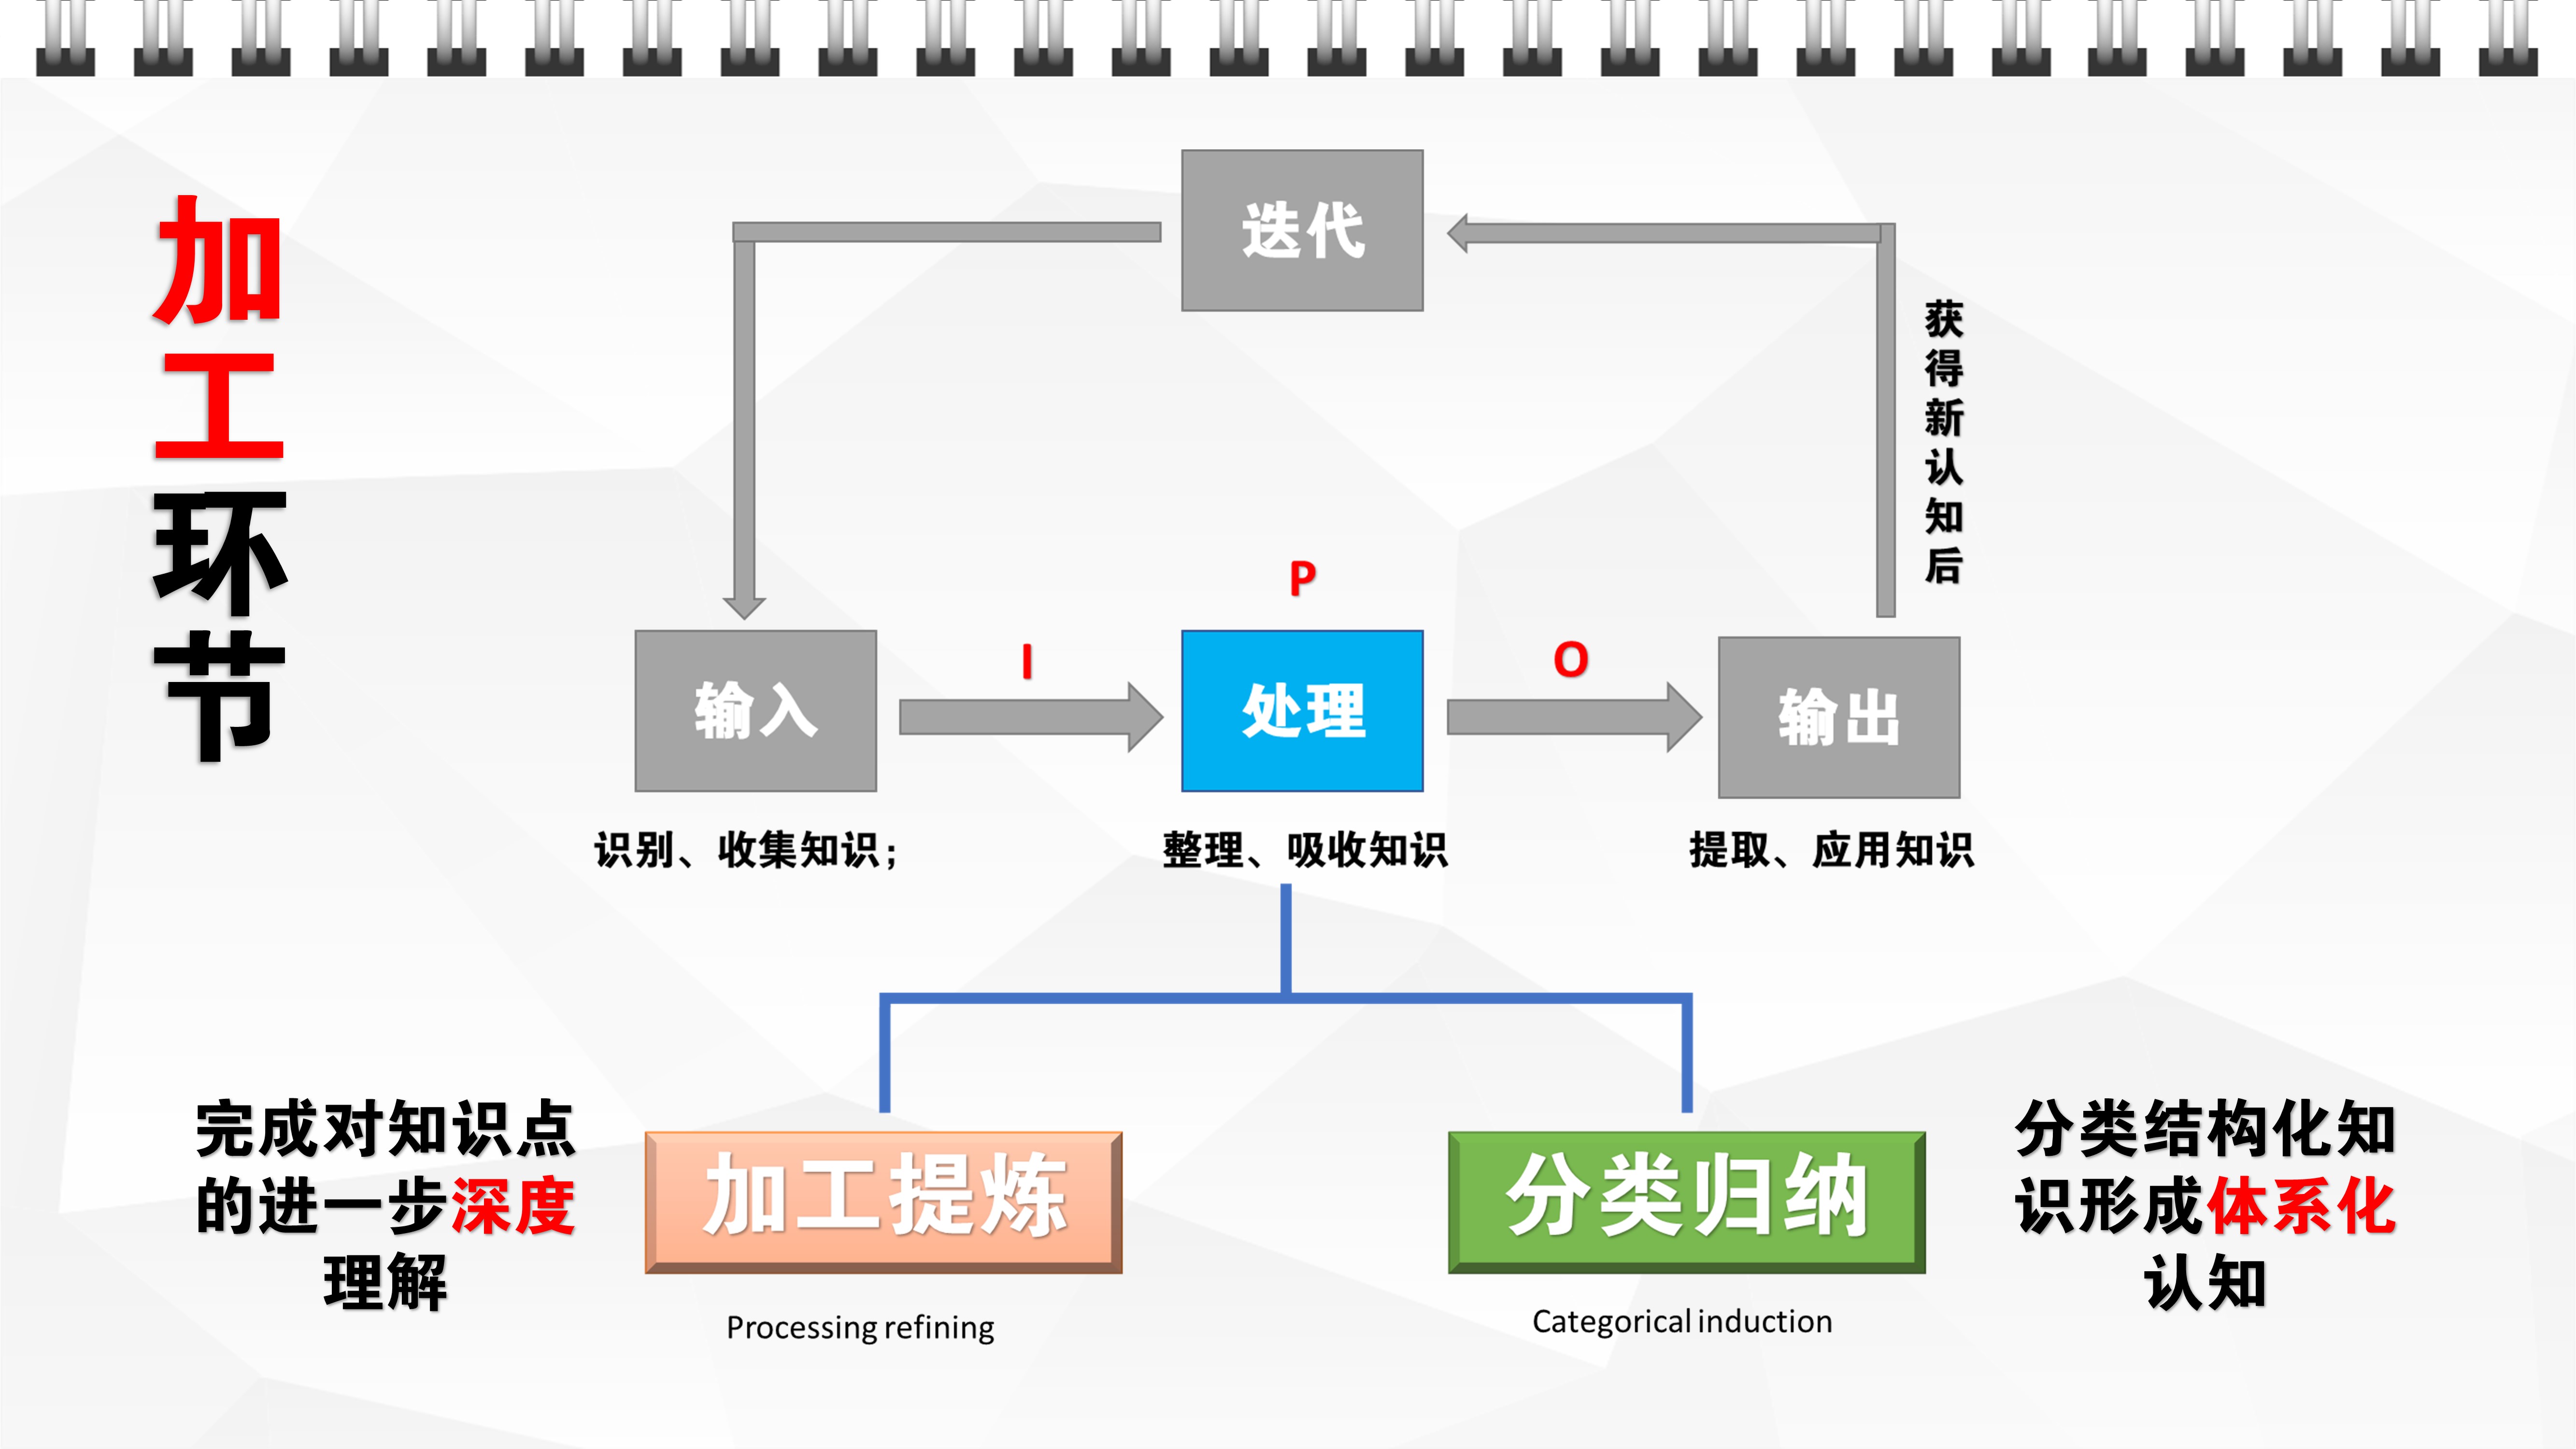 加
工
环
节
迭代
获
得
新
认
知
后
P
I
O
输入
处理
输出
识别、收集知识；
整理、吸收知识
提取、应用知识
完成对知识点
的进一步深度
理解
加工提炼
Processing refining
分类归纳
Categorical induction
分类结构化知
识形成体系化
认知